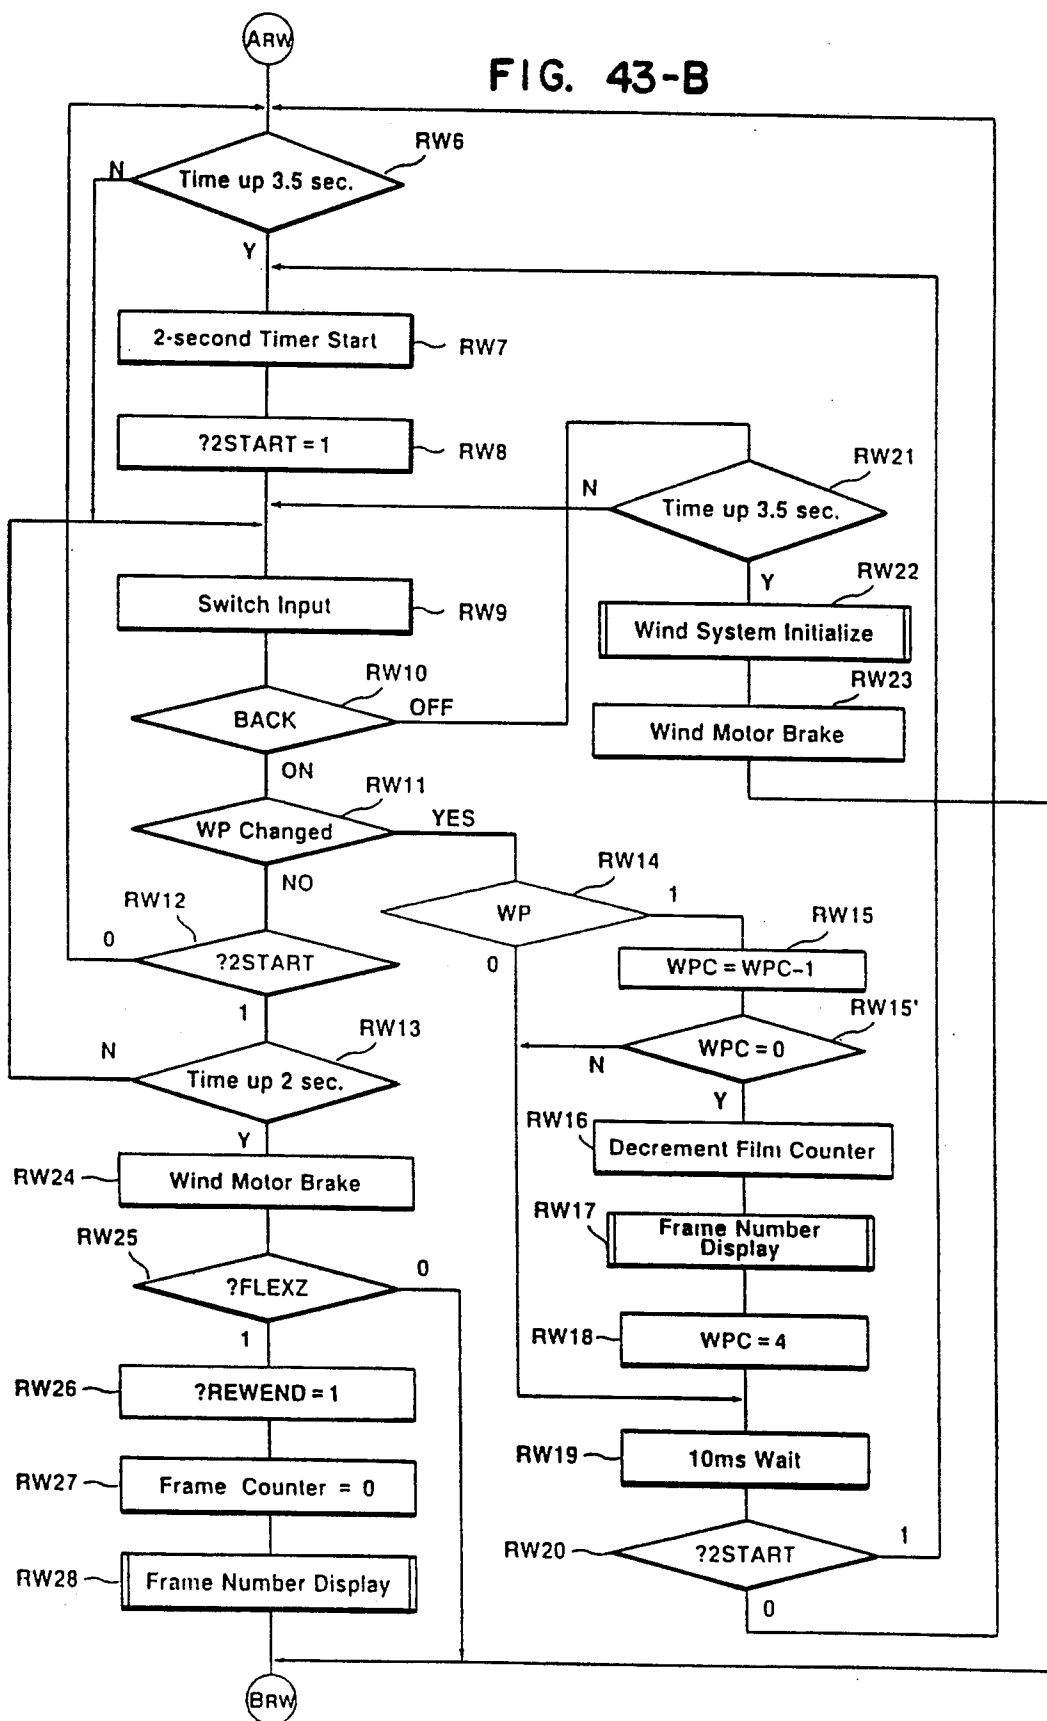 ARW
FIG. 43-B
RW6
N
Time up 3.5 sec.
Y
2-second Timer Start
RW7
?2START = 1
RW8
RW21
N
Time up 3.5 sec.
Y
RW22
Wind System Initialize
RW23
Wind Motor Brake
Switch Input
RW9
RW10
BACK
OFF
ON
RW11
WP Changed
YES
NO
RW12
0
?2START
1
RW13
N
Time up 2 sec.
Y
RW14
WP
1
0
RW15
WPC = WPC-1
RW15'
WPC = 0
N
Y
RW16
Decrement Film Counter
RW17
Frame Number
Display
RW18
WPC = 4
RW19
10ms Wait
RW20
?2START
1
0
RW24
Wind Motor Brake
RW25
?FLEXZ
0
1
RW26
?REWEND = 1
RW27
Frame Counter = 0
RW28
Frame Number Display
BRW